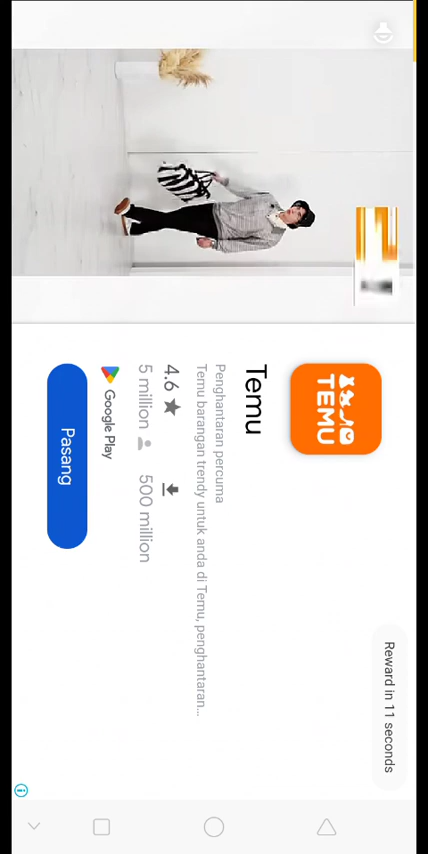 Reward in 11 seconds
TEMU
Temu
Penghantaran percuma
Temu barangan trendy untuk anda di Temu, penghantaran...
4.6
5 million 500 million
Google Play
Pasang